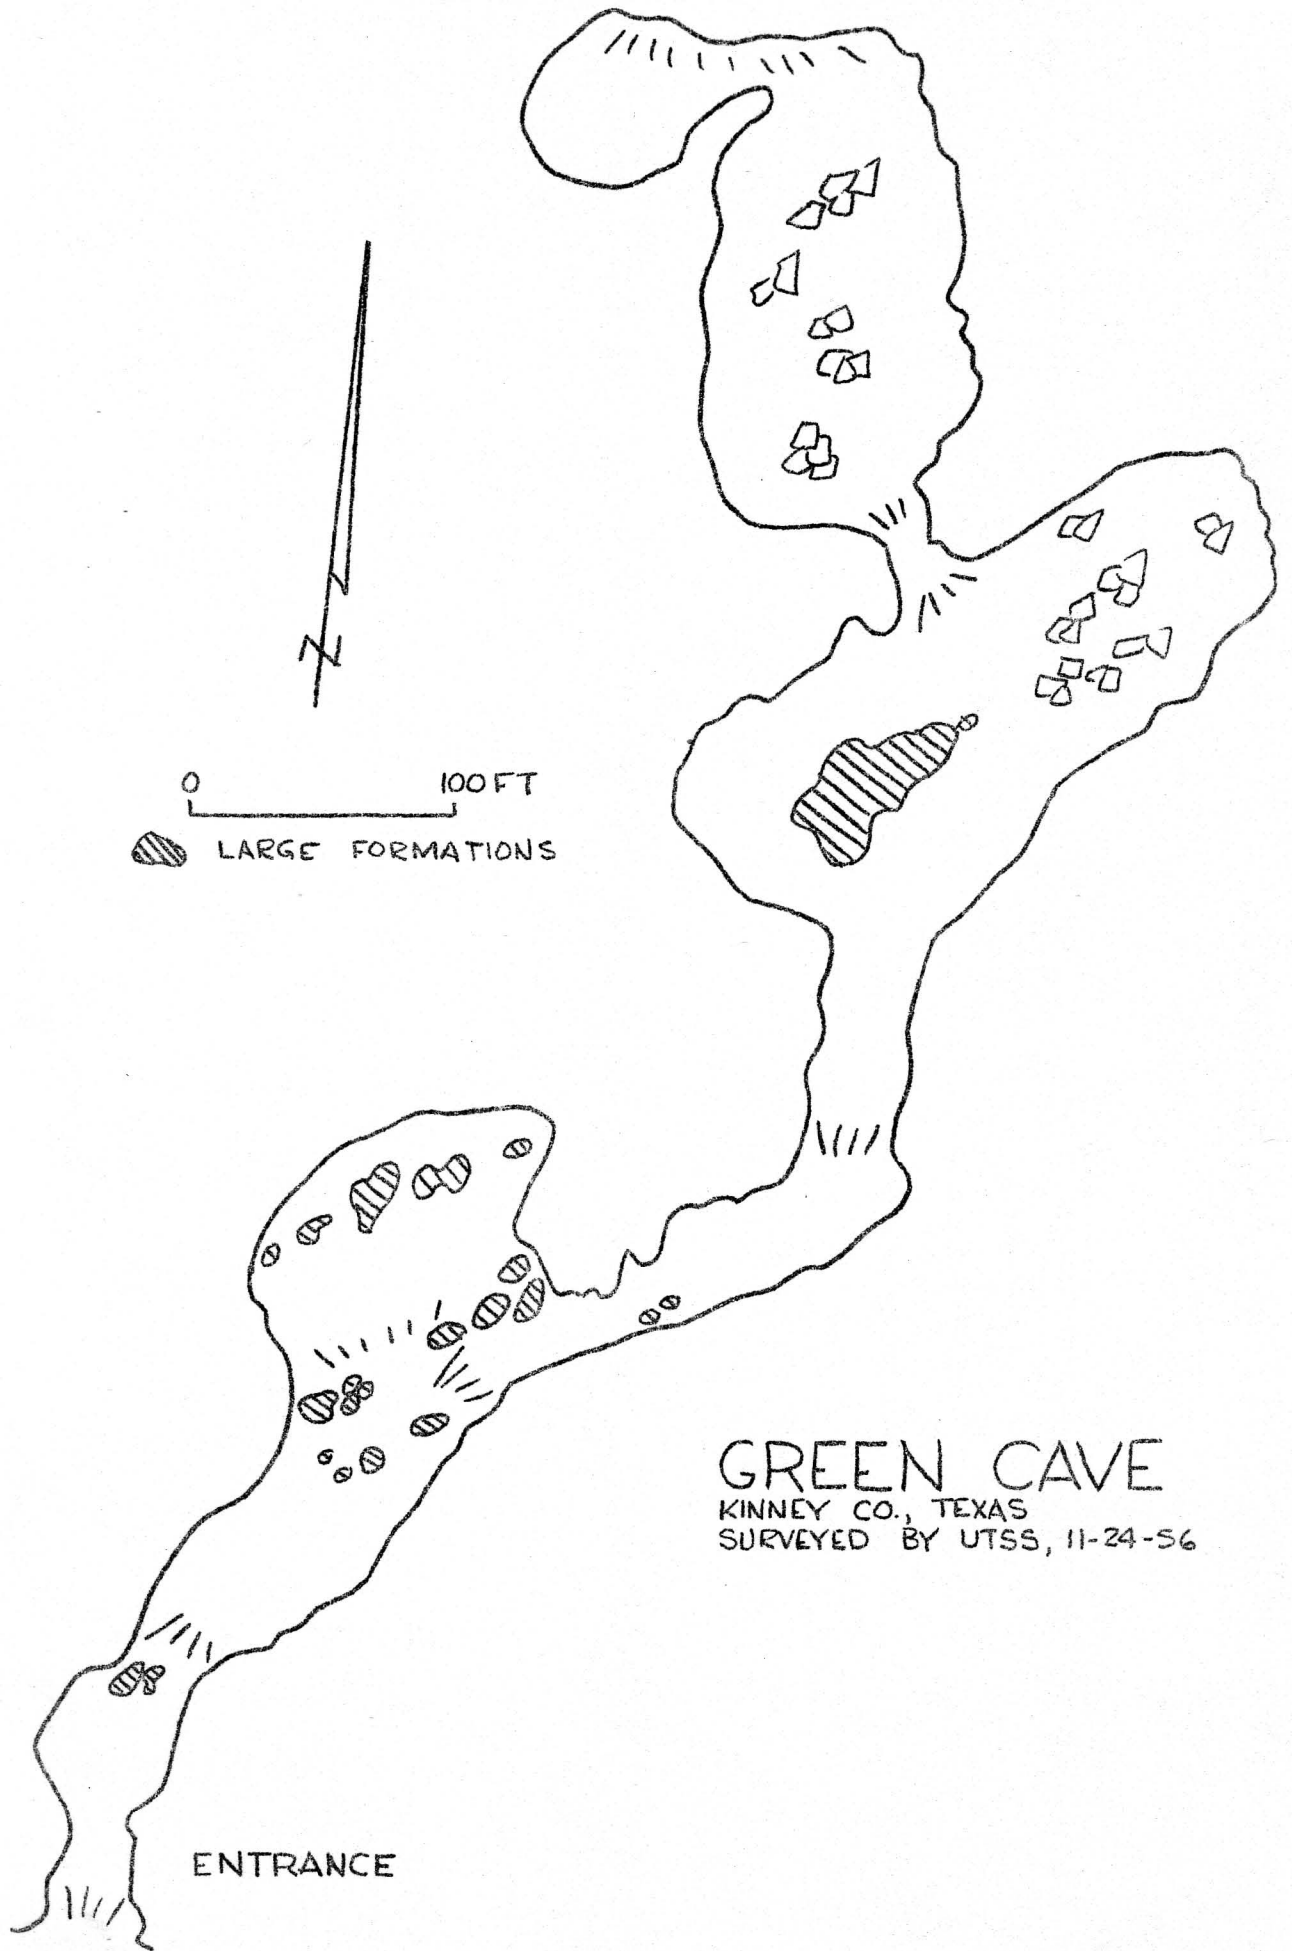 N
0 100 FT
LARGE FORMATIONS
GREEN CAVE
KINNEY CO., TEXAS
SURVEYED BY UTSS, 11-24-56
ENTRANCE